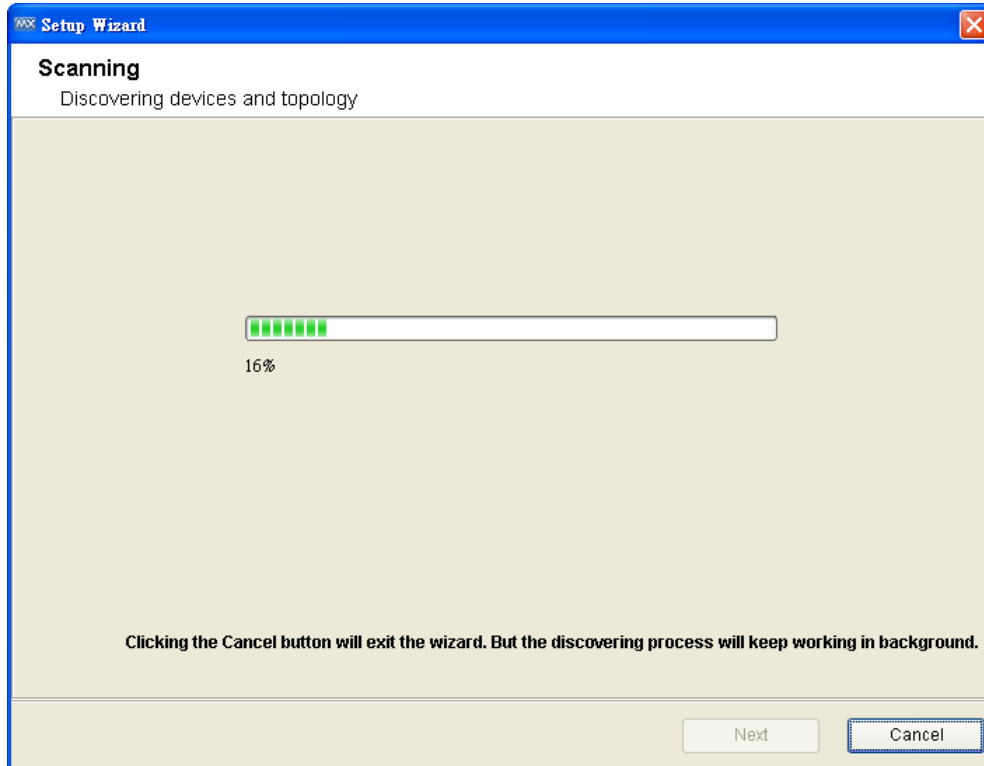 MX Setup Wizard
Scanning
Discovering devices and topology
16%
Clicking the Cancel button will exit the wizard. But the discovering process will keep working in background.
Next
Cancel